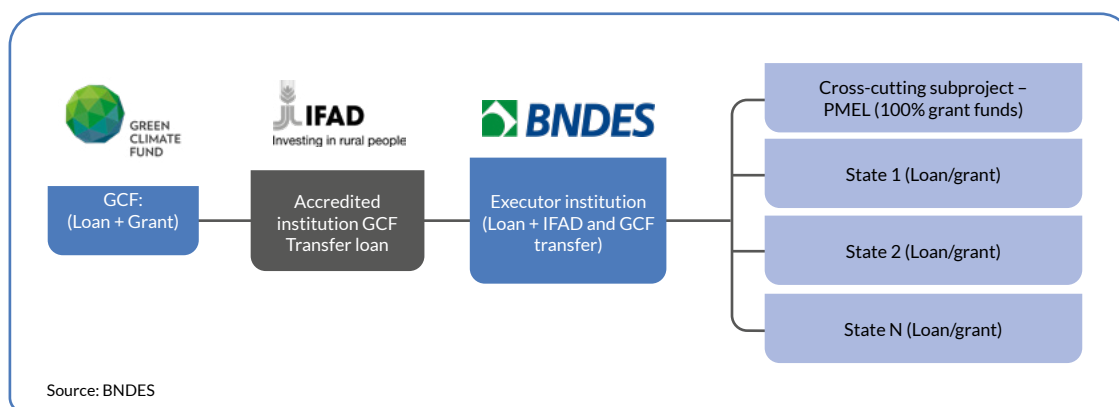 GREEN
CLIMATE
FUND
IFAD
Investing in rural people
BNDES
GCF:
(Loan + Grant)
Accredited
institution GCF
Transfer loan
Executor institution
(Loan + IFAD and GCF
transfer)
Cross-cutting subproject –
PMEL (100% grant funds)
State 1 (Loan/grant)
State 2 (Loan/grant)
State N (Loan/grant)
Source: BNDES